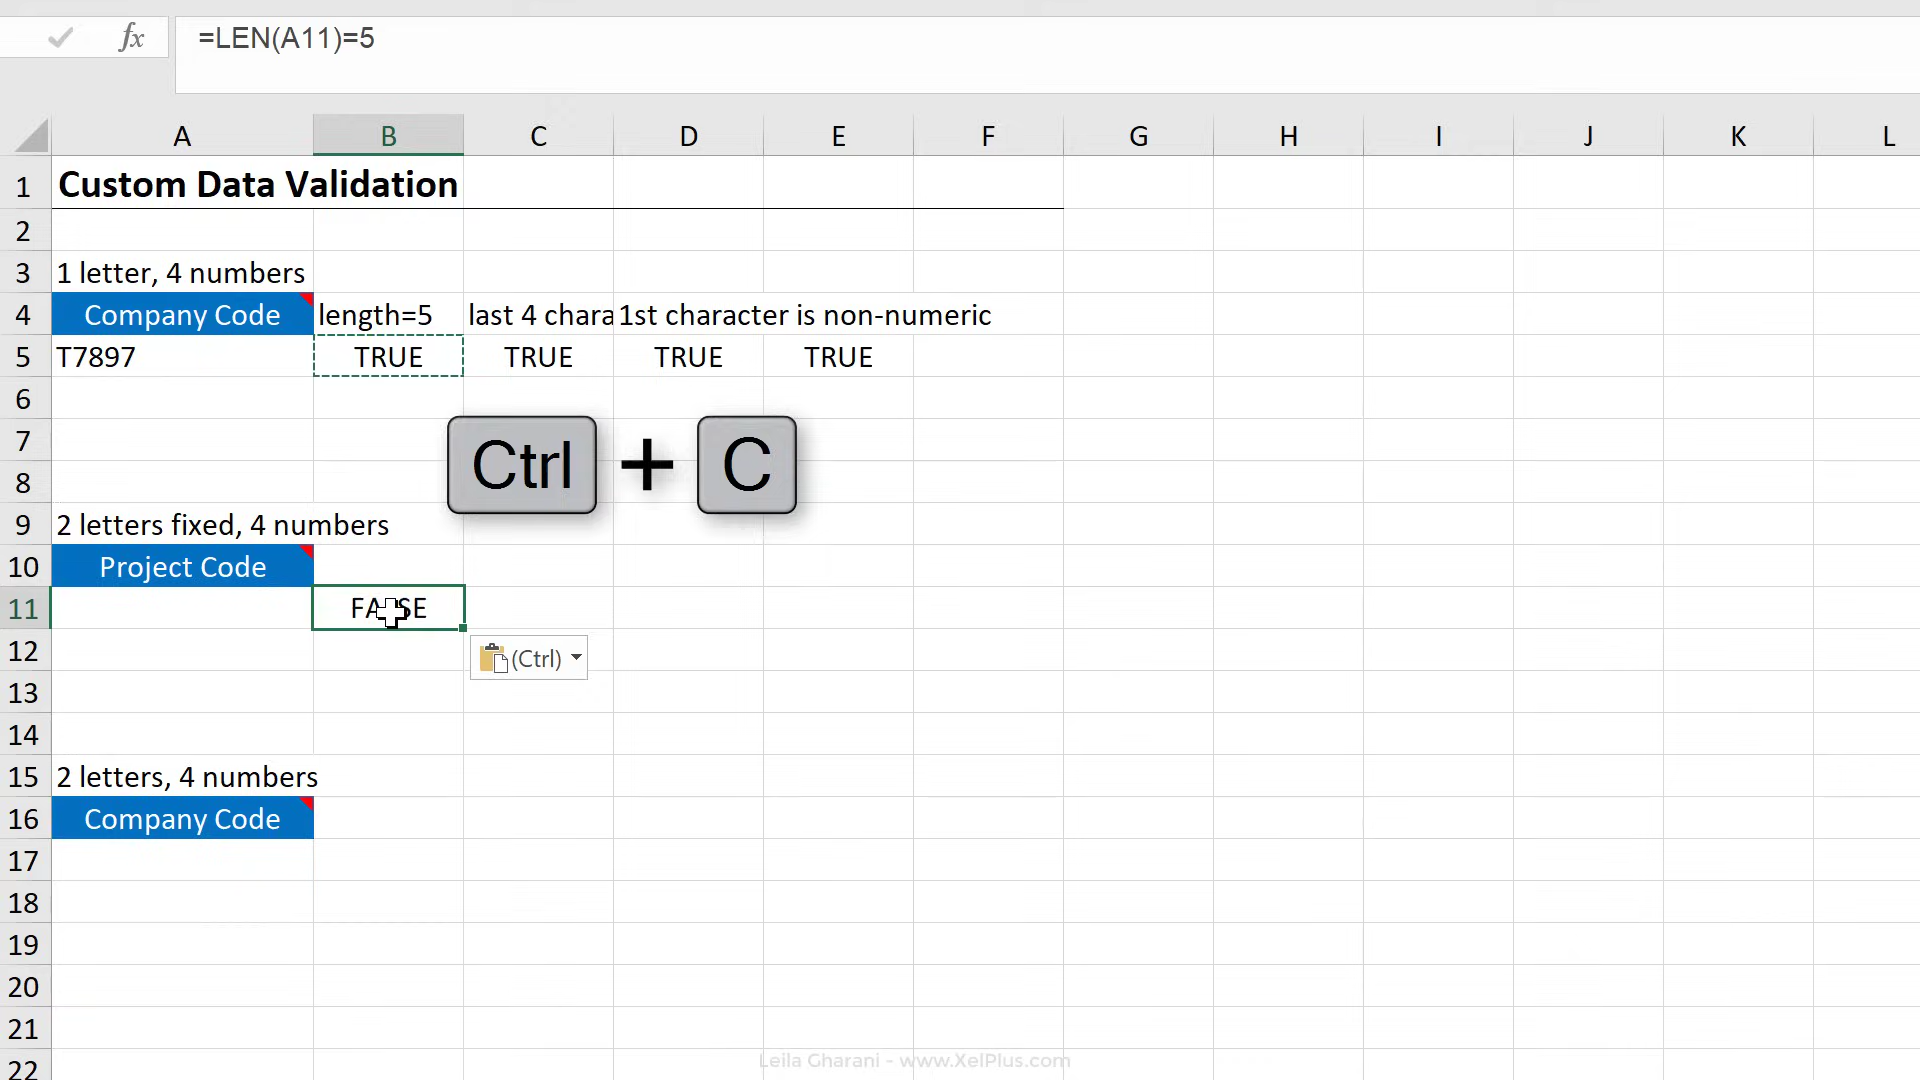 fx =LEN(A11)=5
A B C D E F G H I J K L
1 Custom Data Validation
2
3 1 letter, 4 numbers
4 Company Code length=5 last 4 chara 1st character is non-numeric
5 T7897 TRUE TRUE TRUE TRUE
6
7
Ctrl + C
8
9 2 letters fixed, 4 numbers
10 Project Code
11 FALSE
12 (Ctrl)
13
14
15 2 letters, 4 numbers
16 Company Code
17
18
19
20
21
Leila Gharani - www.XelPlus.com
22